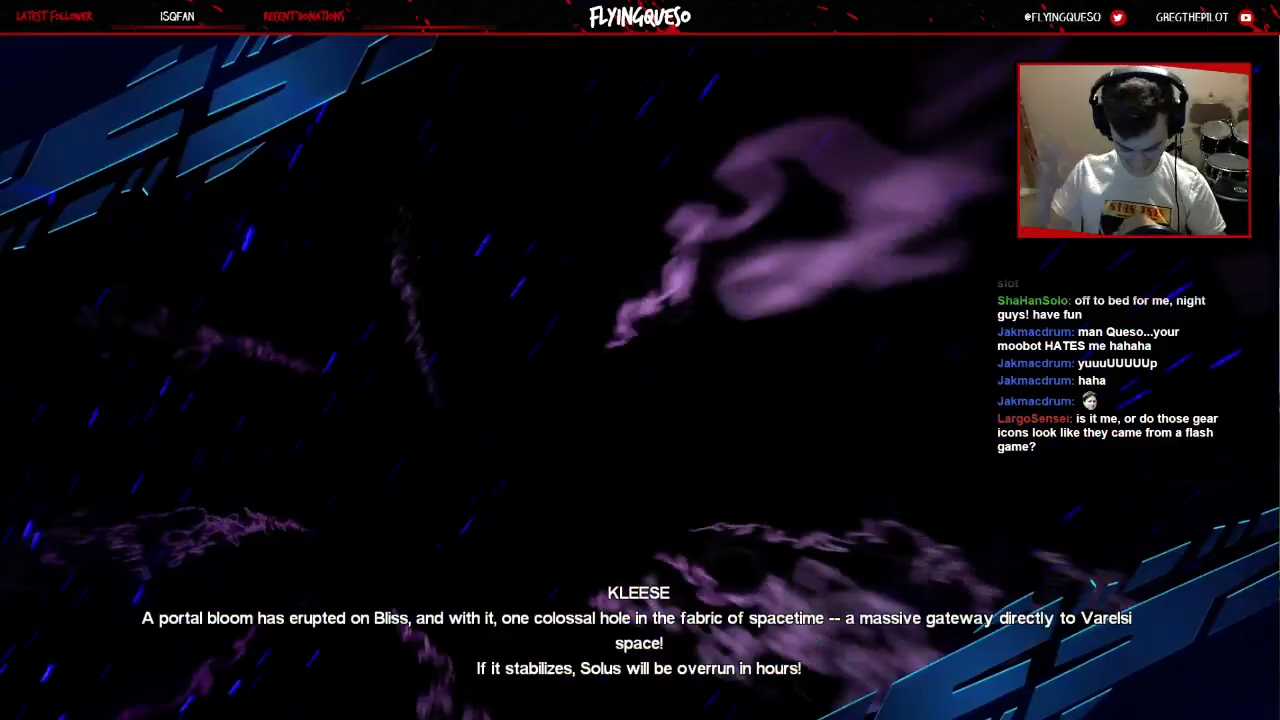 LATEST FOLLOWER
ISQFAN
RECENT DONATIONS
FLYINGQUESO
@FLYINGQUESO
GREGTHEPILOT
slot
ShaHanSolo: off to bed for me, night
guys! have fun
Jakmacdrum: man Queso...your
moobot HATES me hahaha
Jakmacdrum: yuuuUUUUUp
Jakmacdrum: haha
Jakmacdrum:
LargoSensei: is it me, or do those gear
icons look like they came from a flash
game?
KLEESE
A portal bloom has erupted on Bliss, and with it, one colossal hole in the fabric of spacetime -- a massive gateway directly to Varelsi
space!
If it stabilizes, Solus will be overrun in hours!